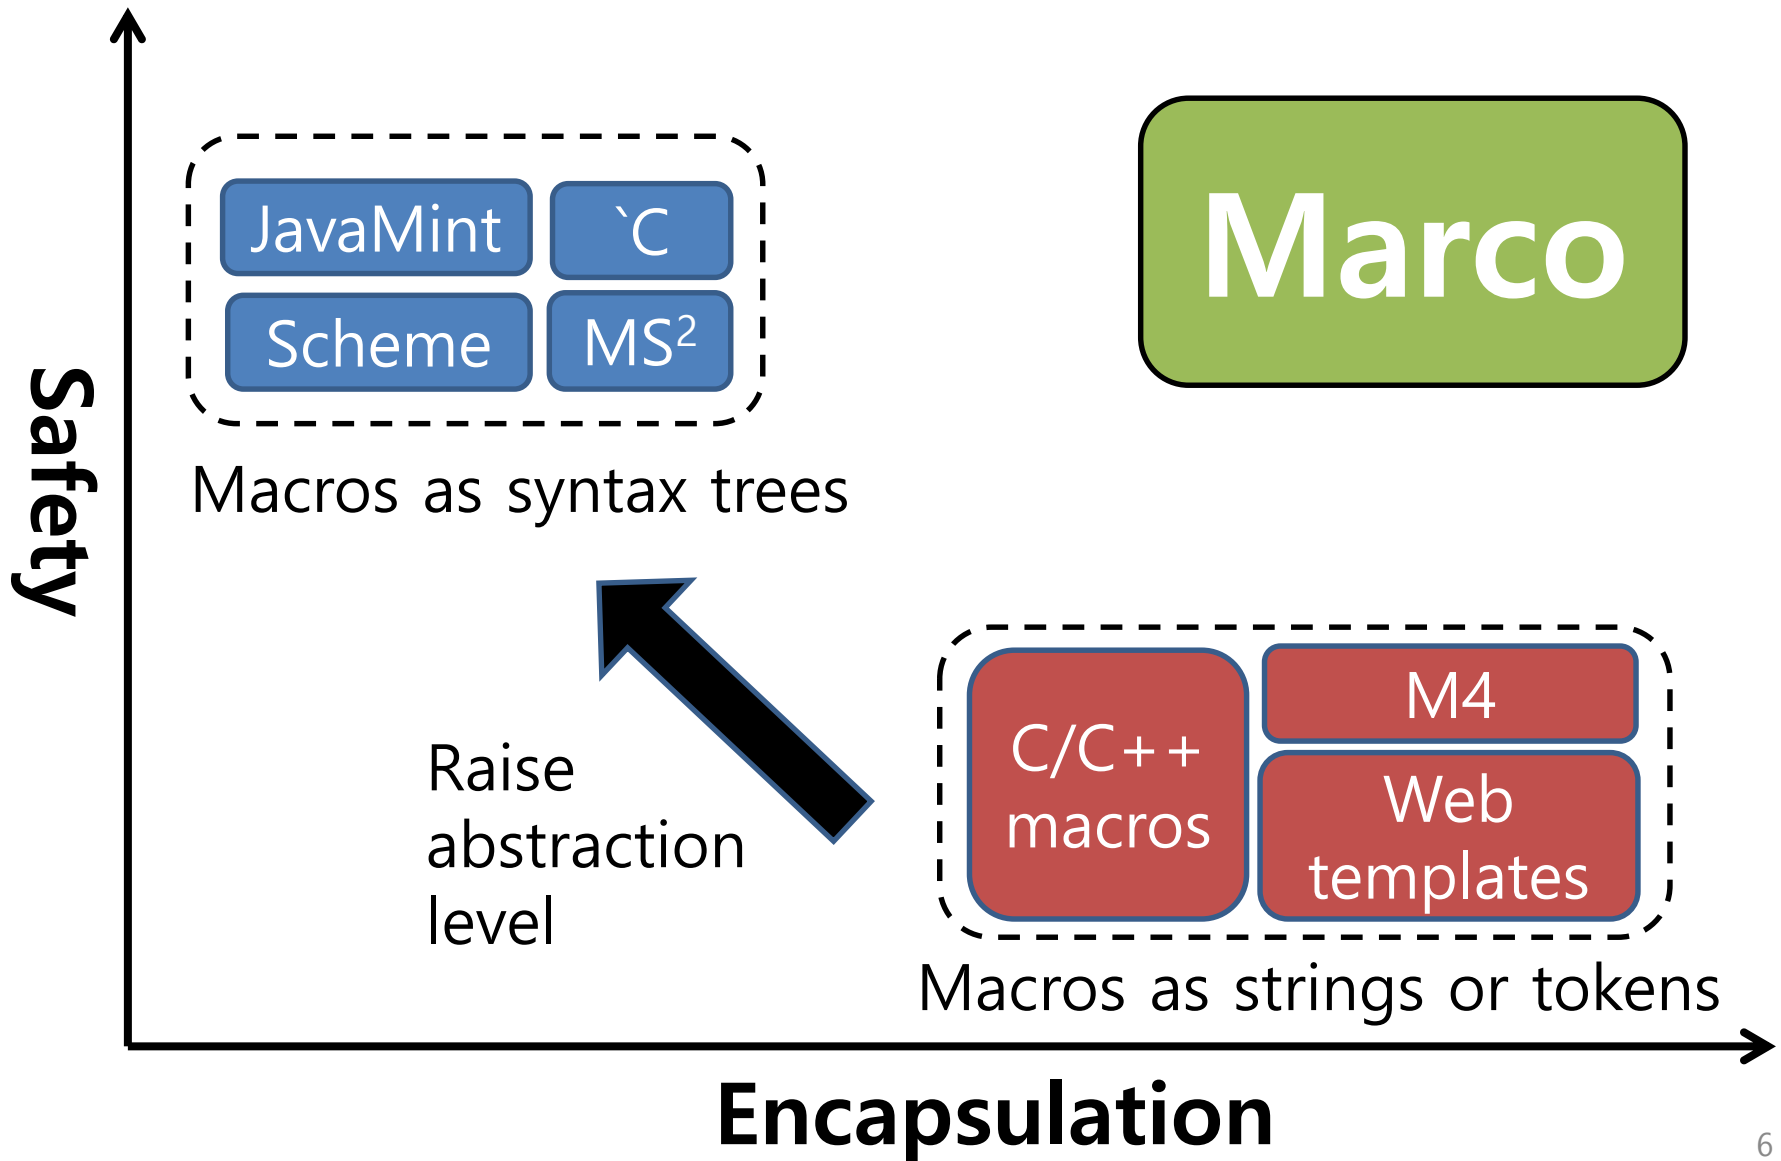 Safety
JavaMint
`C
Scheme
MS²
Macros as syntax trees
Marco
Raise
abstraction
level
C/C++
macros
M4
Web
templates
Macros as strings or tokens
Encapsulation
6